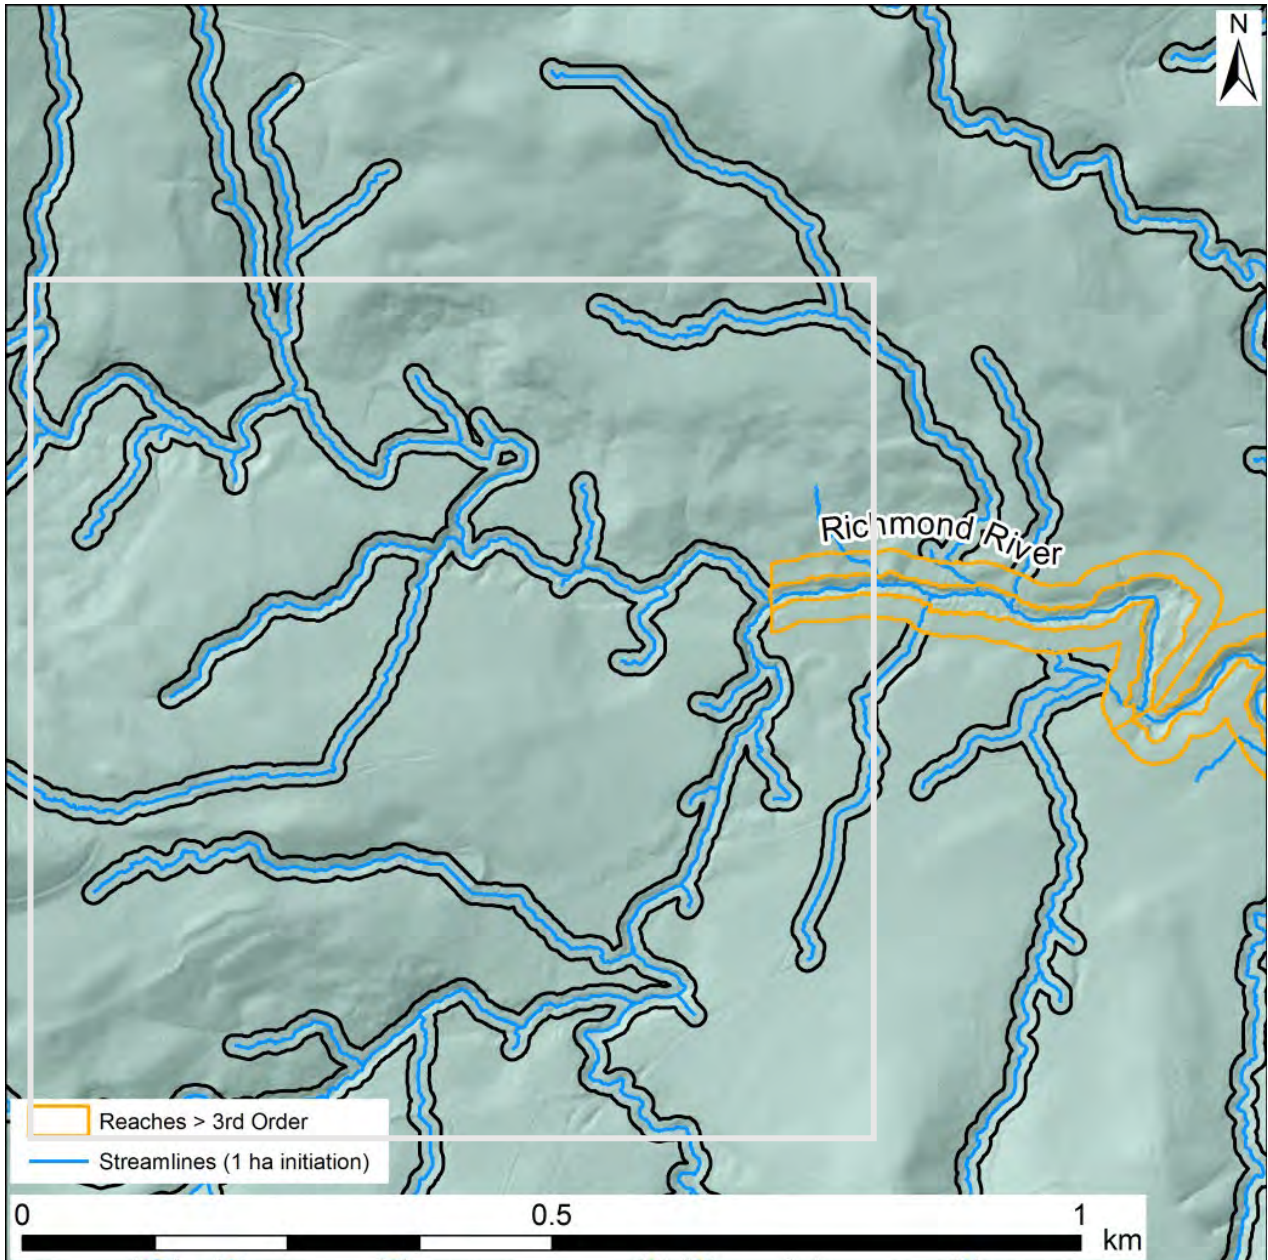 N
Richmond River
Reaches > 3rd Order
Streamlines (1 ha initiation)
0 0.5 1
km